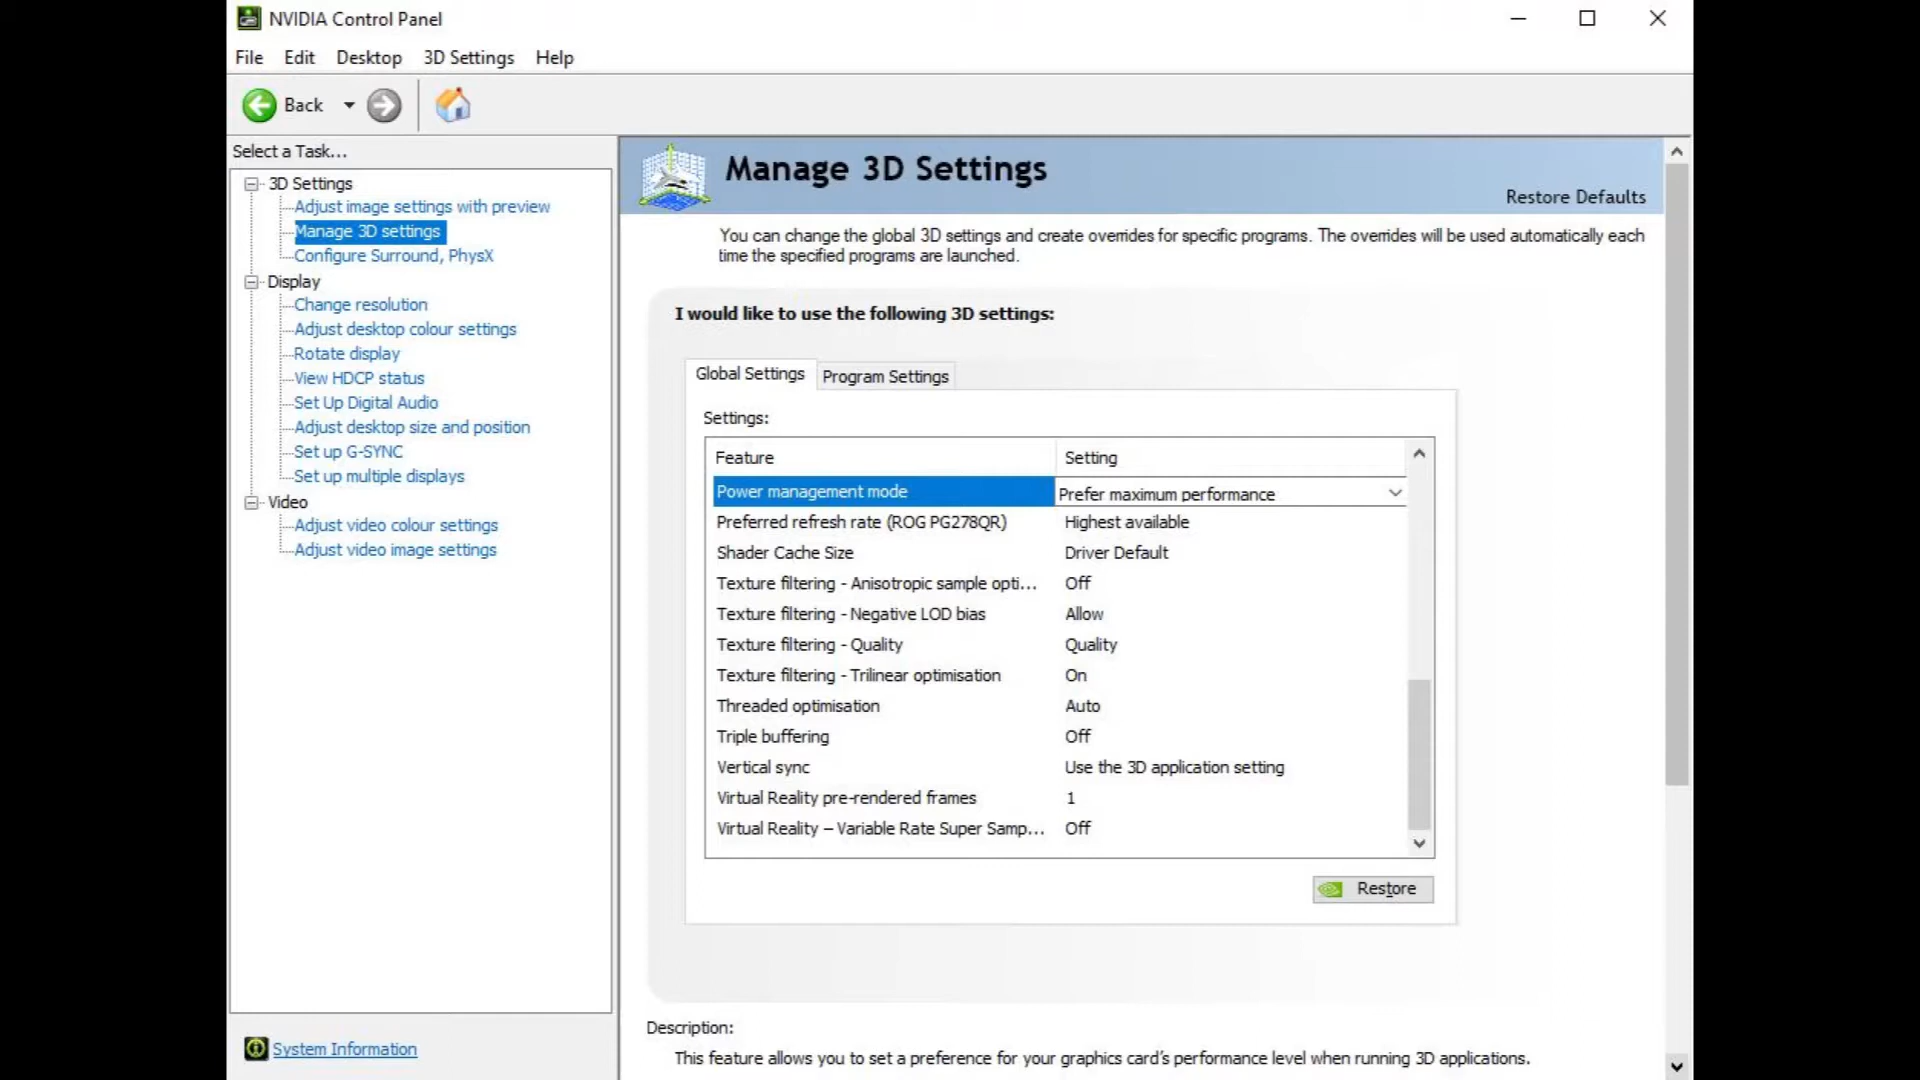 NVIDIA Control Panel
File Edit Desktop 3D Settings Help
Back
Select a Task...
3D Settings
Adjust image settings with preview
Manage 3D settings
Configure Surround, PhysX
Display
Change resolution
Adjust desktop colour settings
Rotate display
View HDCP status
Set Up Digital Audio
Adjust desktop size and position
Set up G-SYNC
Set up multiple displays
Video
Adjust video colour settings
Adjust video image settings
System Information
Manage 3D Settings
Restore Defaults
You can change the global 3D settings and create overrides for specific programs. The overrides will be used automatically each
time the specified programs are launched.
I would like to use the following 3D settings:
Global Settings Program Settings
Settings:
Feature Setting
Power management mode Prefer maximum performance
Preferred refresh rate (ROG PG278QR) Highest available
Shader Cache Size Driver Default
Texture filtering - Anisotropic sample opti... Off
Texture filtering - Negative LOD bias Allow
Texture filtering - Quality Quality
Texture filtering - Trilinear optimisation On
Threaded optimisation Auto
Triple buffering Off
Vertical sync Use the 3D application setting
Virtual Reality pre-rendered frames 1
Virtual Reality – Variable Rate Super Samp... Off
Restore
Description:
This feature allows you to set a preference for your graphics card's performance level when running 3D applications.